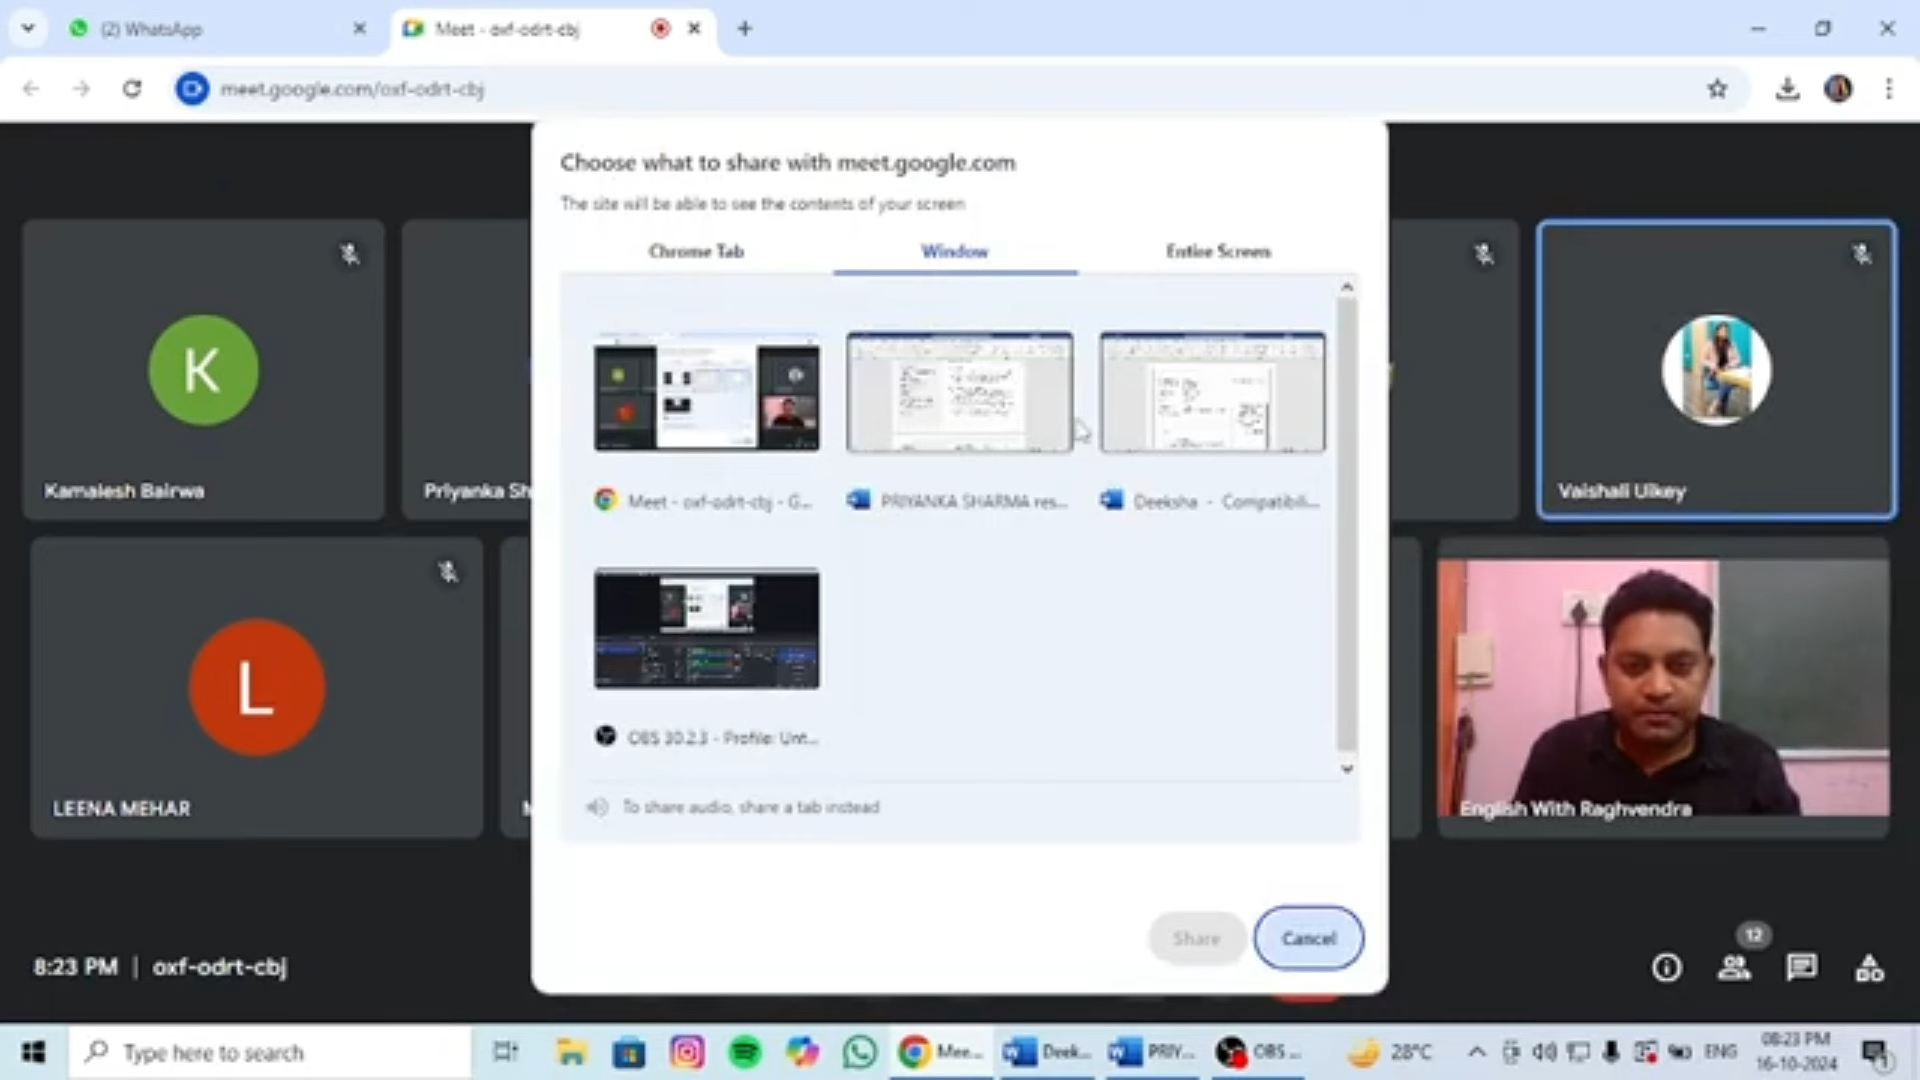 (2) WhatsApp
Meet - oxf-odrt-cbj
meet.google.com/oxf-odrt-cbj
Choose what to share with meet.google.com
The site will be able to see the contents of your screen
Chrome Tab
Window
Entire Screen
Meet - oxf-odrt-cbj - G...
PRIYANKA SHARMA res...
Deeksha - Compatibili...
OBS 30.2.3 - Profile: Unt...
To share audio, share a tab instead
Share
Cancel
K
Kamalesh Bairwa
Priyanka Sh
Vaishali Uikey
L
LEENA MEHAR
English With Raghvendra
8:23 PM | oxf-odrt-cbj
12
Type here to search
Mee...
Deek...
PRIY...
OBS ...
28°C
ENG
08:23 PM
16-10-2024
1